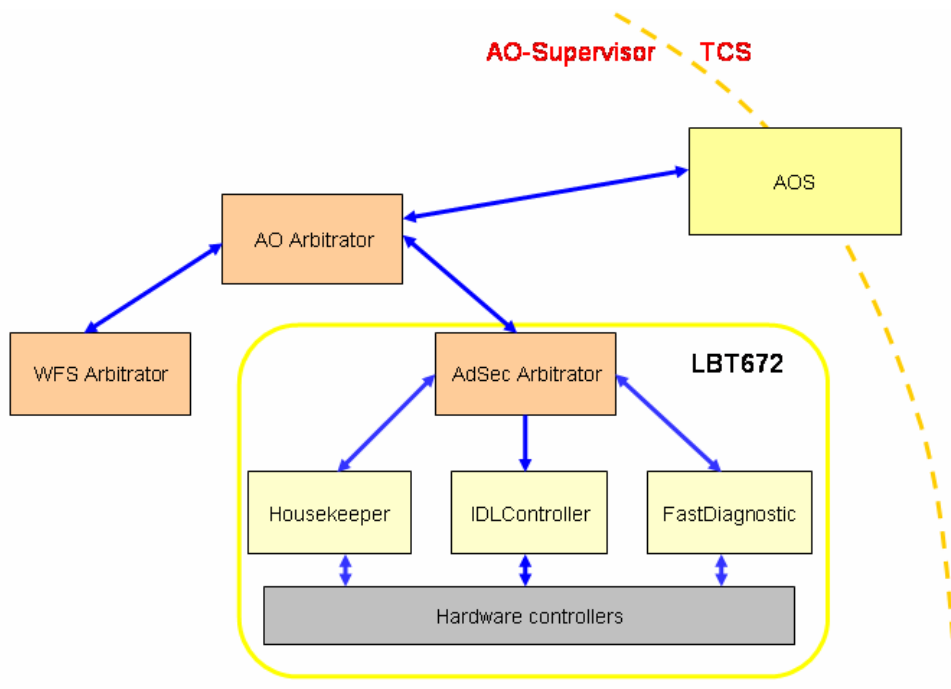 AO-Supervisor TCS
AOS
AO Arbitrator
WFS Arbitrator
AdSec Arbitrator
LBT672
Housekeeper
IDLController
FastDiagnostic
Hardware controllers